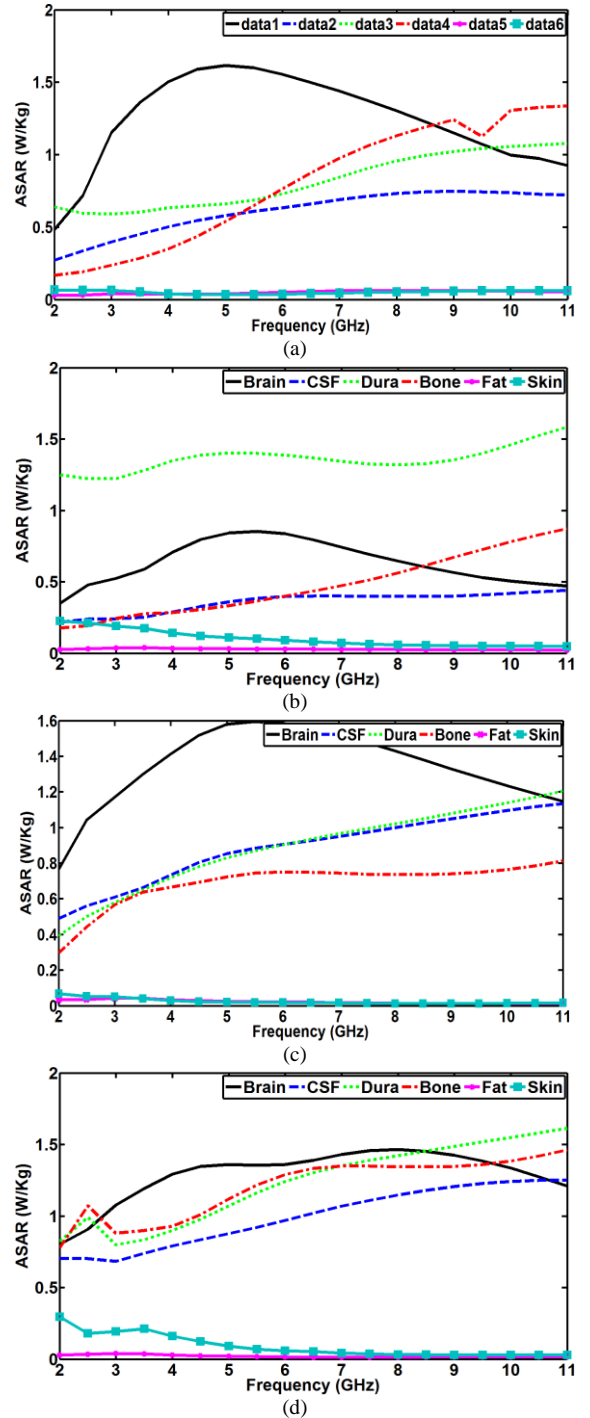 2
data1 data2 data3 data4 data5 data6
1.5
1
0.5
0
ASAR (W/Kg)
2 3 4 5 6 7 8 9 10 11
Frequency (GHz)
(a)
2
Brain CSF Dura Bone Fat Skin
1.5
1
0.5
0
ASAR (W/Kg)
2 3 4 5 6 7 8 9 10 11
Frequency (GHz)
(b)
1.6
Brain CSF Dura Bone Fat Skin
1.4
1.2
1
0.8
0.6
0.4
0.2
0
ASAR (W/Kg)
2 3 4 5 6 7 8 9 10 11
Frequency (GHz)
(c)
2
Brain CSF Dura Bone Fat Skin
1.5
1
0.5
0
ASAR (W/Kg)
2 3 4 5 6 7 8 9 10 11
Frequency (GHz)
(d)